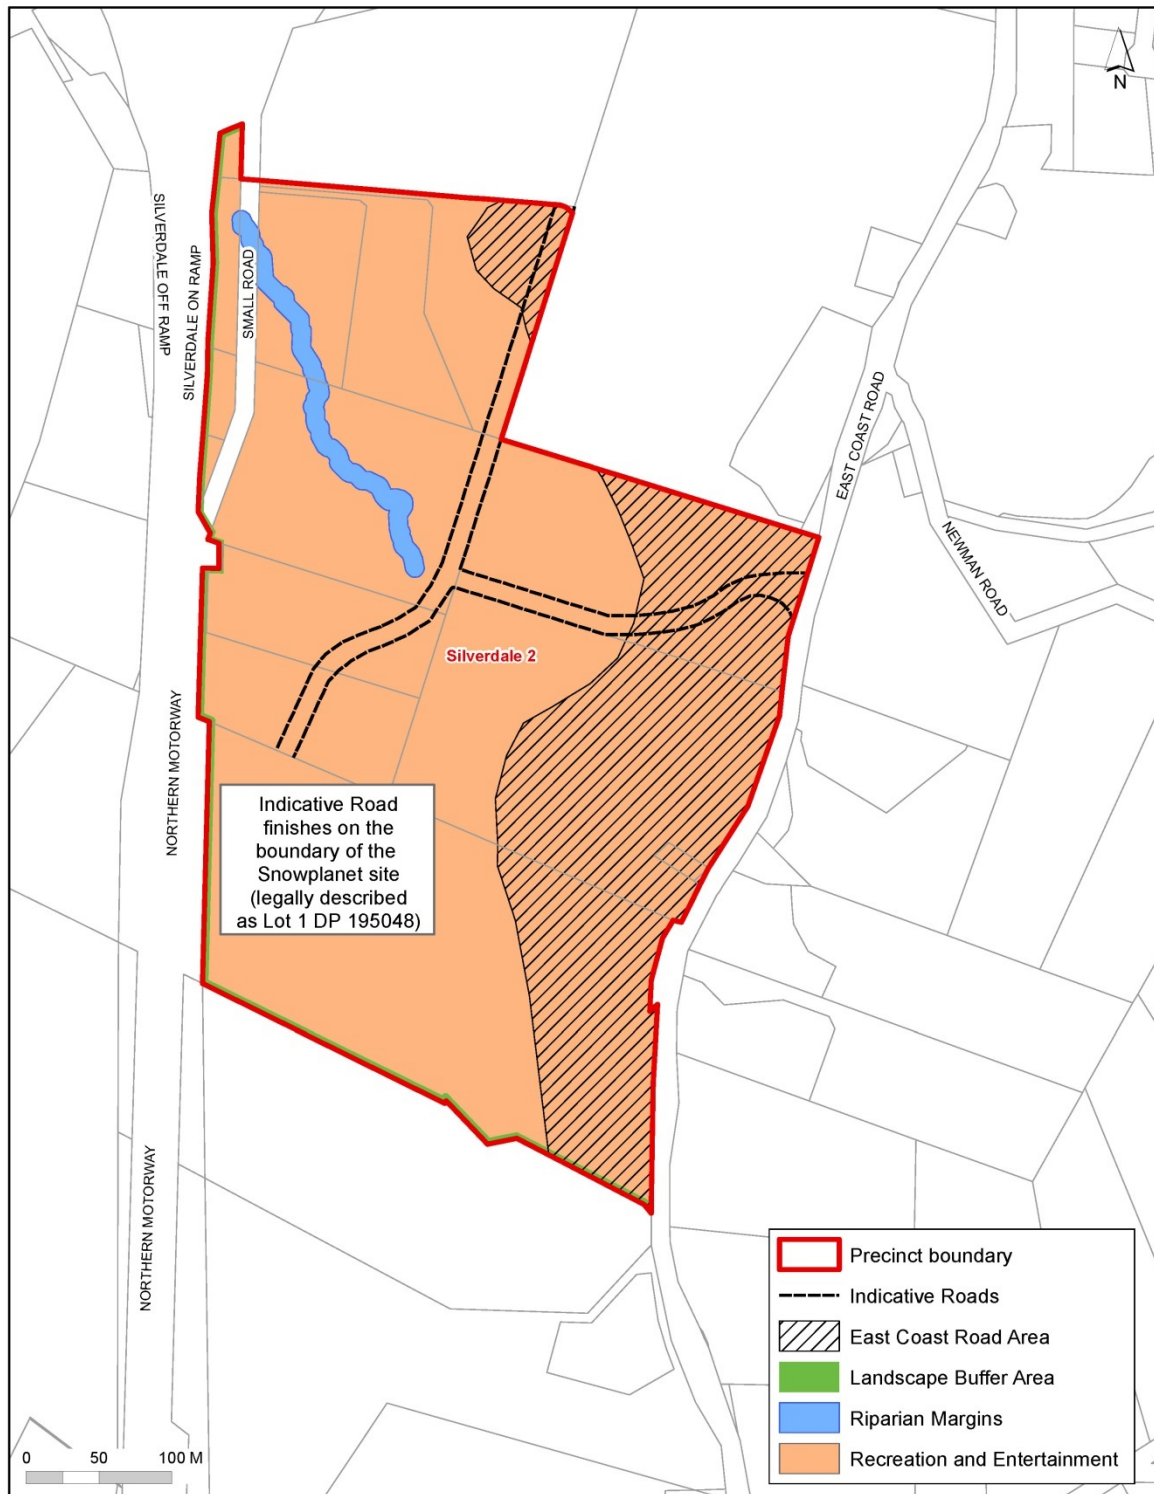 N
SILVERDALE OFF RAMP
SILVERDALE ON RAMP
SMALL ROAD
EAST COAST ROAD
NEWMAN ROAD
Silverdale 2
NORTHERN MOTORWAY
Indicative Road
finishes on the
boundary of the
Snowplanet site
(legally described
as Lot 1 DP 195048)
NORTHERN MOTORWAY
Precinct boundary
Indicative Roads
East Coast Road Area
Landscape Buffer Area
Riparian Margins
Recreation and Entertainment
0 50 100 M